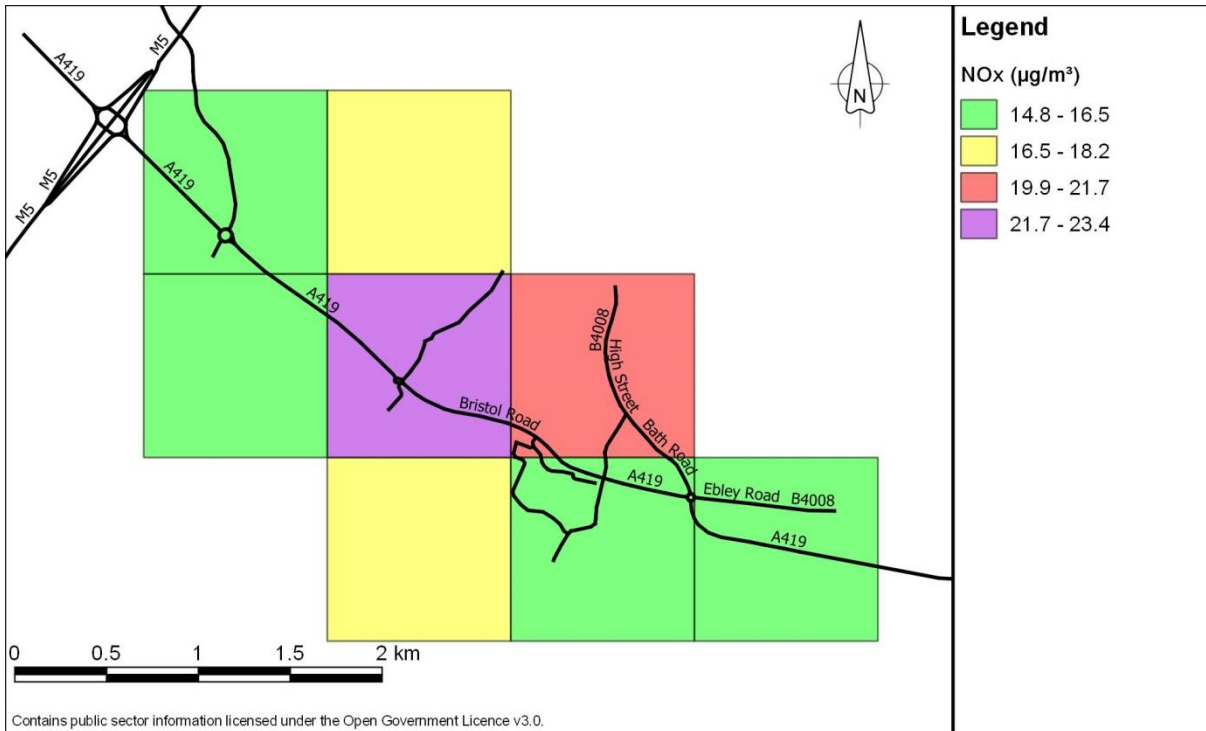 M5
A419
A419
M5
M5
A419
Bristol Road
B4008
High Street
Bath Road
A419
Ebley Road B4008
A419
N
0 0.5 1 1.5 2 km
Contains public sector information licensed under the Open Government Licence v3.0.
Legend
NOx (µg/m³)
14.8 - 16.5
16.5 - 18.2
19.9 - 21.7
21.7 - 23.4